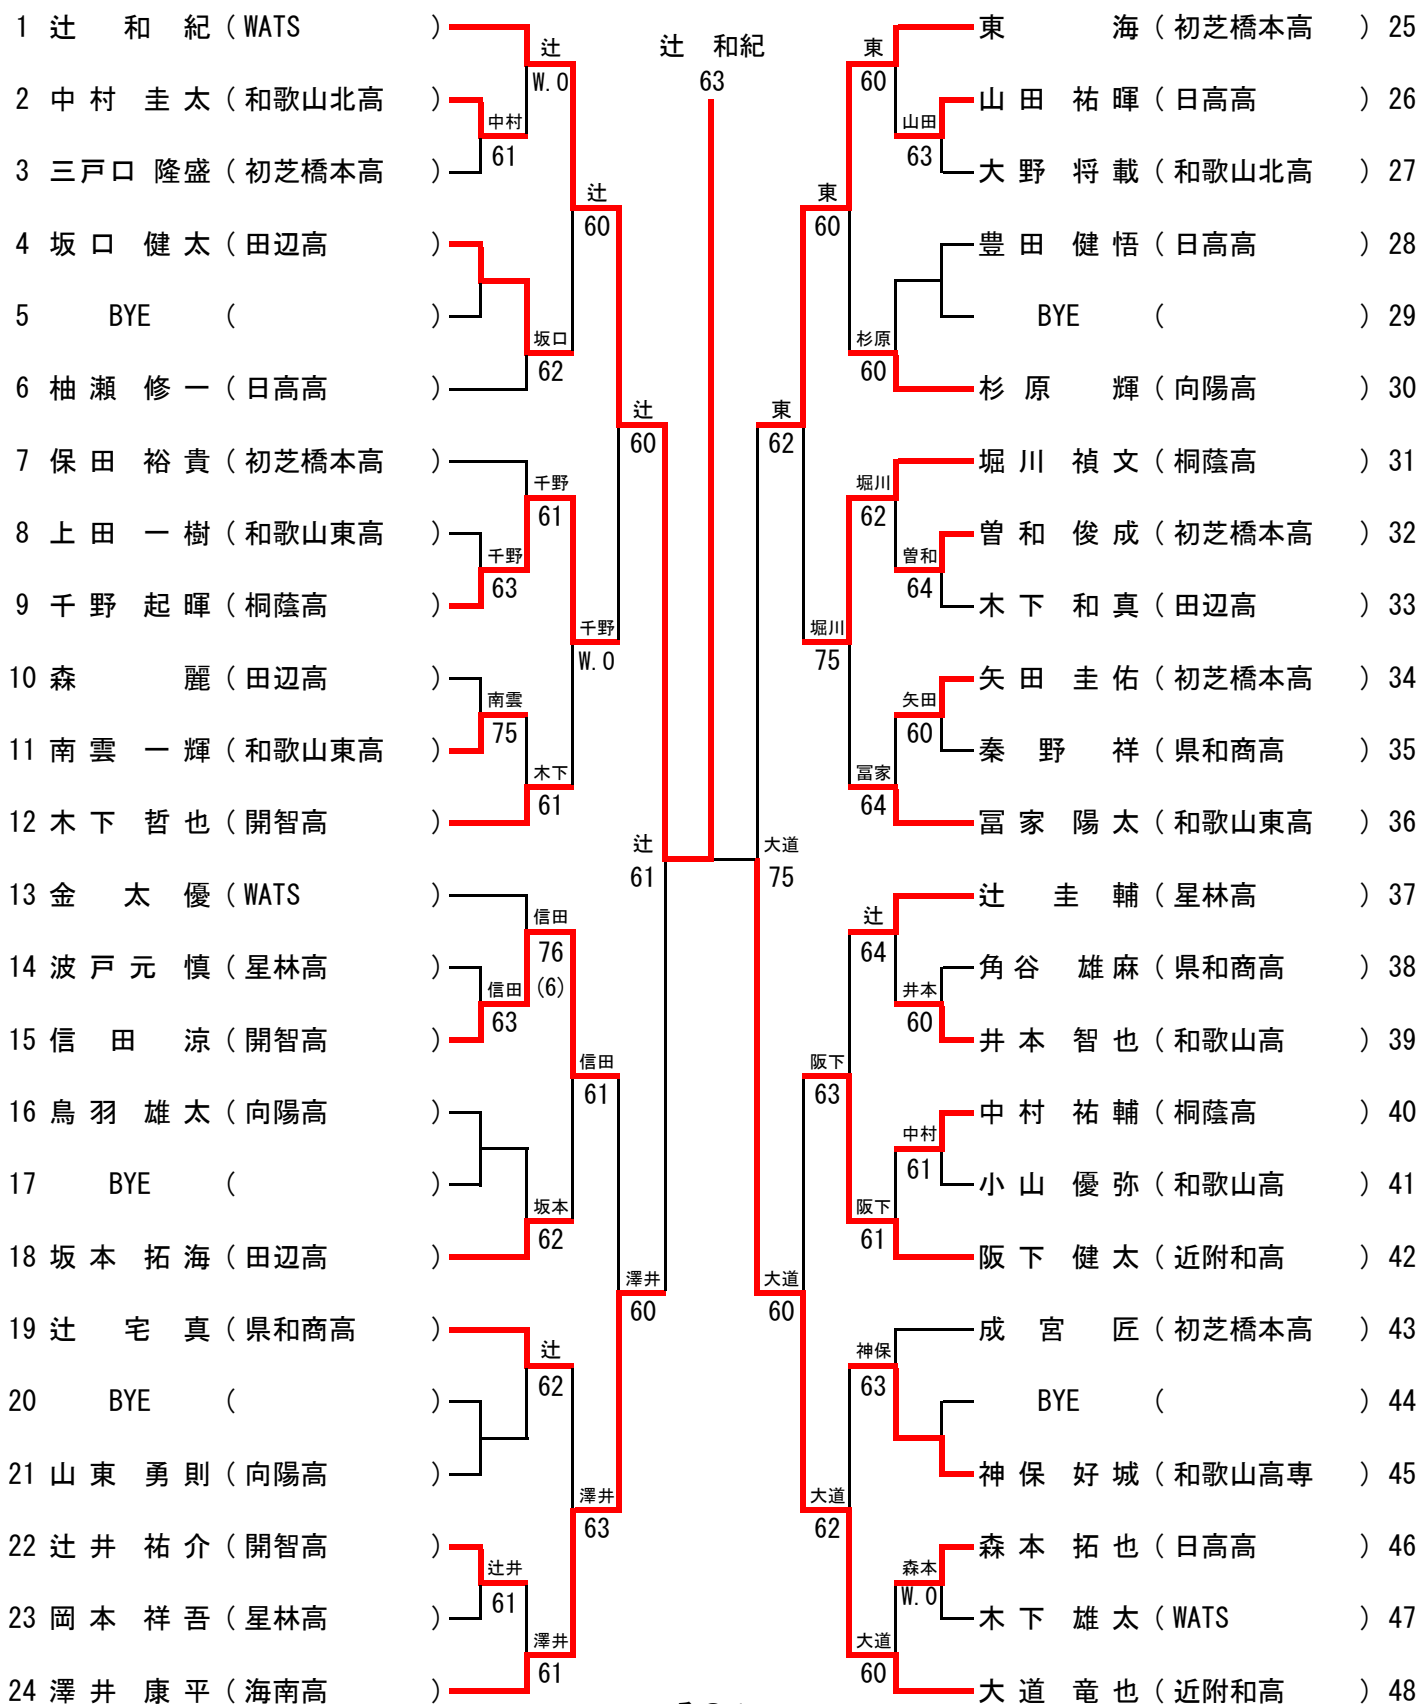 辻 和紀
63
1 辻 和 紀 ( WATS )
2 中 村 圭 太 ( 和歌山北高 )
3 三戸口 隆盛 ( 初芝橋本高 )
4 坂 口 健 太 ( 田辺高 )
5 BYE ( )
6 柚 瀬 修 一 ( 日高高 )
7 保 田 裕 貴 ( 初芝橋本高 )
8 上 田 一 樹 ( 和歌山東高 )
9 千 野 起 暉 ( 桐蔭高 )
10 森 麗 ( 田辺高 )
11 南 雲 一 輝 ( 和歌山東高 )
12 木 下 哲 也 ( 開智高 )
13 金 太 優 ( WATS )
14 波 戸 元 慎 ( 星林高 )
15 信 田 涼 ( 開智高 )
16 鳥 羽 雄 太 ( 向陽高 )
17 BYE ( )
18 坂 本 拓 海 ( 田辺高 )
19 辻 宅 真 ( 県和商高 )
20 BYE ( )
21 山 東 勇 則 ( 向陽高 )
22 辻 井 祐 介 ( 開智高 )
23 岡 本 祥 吾 ( 星林高 )
24 澤 井 康 平 ( 海南高 )
中村
61
千野
63
南雲
75
信田
63
辻井
61
辻
W.0
坂口
62
千野
61
木下
61
信田
76
(6)
坂本
62
辻
62
澤井
61
辻
60
千野
W.0
信田
61
澤井
63
辻
60
澤井
60
辻
61
大道
75
東
62
大道
60
東
60
堀川
75
阪下
63
大道
62
東
60
杉原
60
堀川
62
冨家
64
辻
64
阪下
61
神保
63
大道
60
山田
63
曽和
64
矢田
60
井本
60
中村
61
森本
W.0
東 海 ( 初芝橋本高 ) 25
山 田 祐 暉 ( 日高高 ) 26
大 野 将 載 ( 和歌山北高 ) 27
豊 田 健 悟 ( 日高高 ) 28
BYE ( ) 29
杉 原 輝 ( 向陽高 ) 30
堀 川 禎 文 ( 桐蔭高 ) 31
曽 和 俊 成 ( 初芝橋本高 ) 32
木 下 和 真 ( 田辺高 ) 33
矢 田 圭 佑 ( 初芝橋本高 ) 34
秦 野 祥 ( 県和商高 ) 35
冨 家 陽 太 ( 和歌山東高 ) 36
辻 圭 輔 ( 星林高 ) 37
角 谷 雄 麻 ( 県和商高 ) 38
井 本 智 也 ( 和歌山高 ) 39
中 村 祐 輔 ( 桐蔭高 ) 40
小 山 優 弥 ( 和歌山高 ) 41
阪 下 健 太 ( 近附和高 ) 42
成 宮 匠 ( 初芝橋本高 ) 43
BYE ( ) 44
神 保 好 城 ( 和歌山高専 ) 45
森 本 拓 也 ( 日高高 ) 46
木 下 雄 太 ( WATS ) 47
大 道 竜 也 ( 近附和高 ) 48